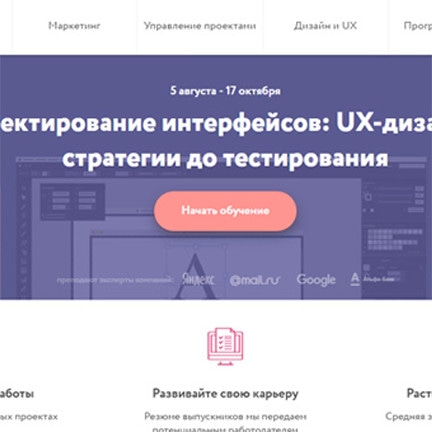 Маркетинг Управление проектами Дизайн и UX Прог
5 августа - 17 октября
ектирование интерфейсов: UX-диза
стратегии до тестирования
Начать обучение
преподают эксперты компаний: Яндекс @mail.ru Google Альфа·Банк
аботы Развивайте свою карьеру Раст
ых проектах Резюме выпускников мы передаем Средняя з
потенциальным работодателям